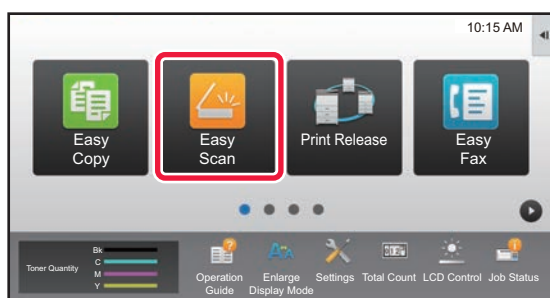 10:15 AM
Easy
Copy
Easy
Scan
Print Release
Easy
Fax
Toner Quantity
Bk
C
M
Y
Operation
Guide
Enlarge
Display Mode
Settings
Total Count
LCD Control
Job Status